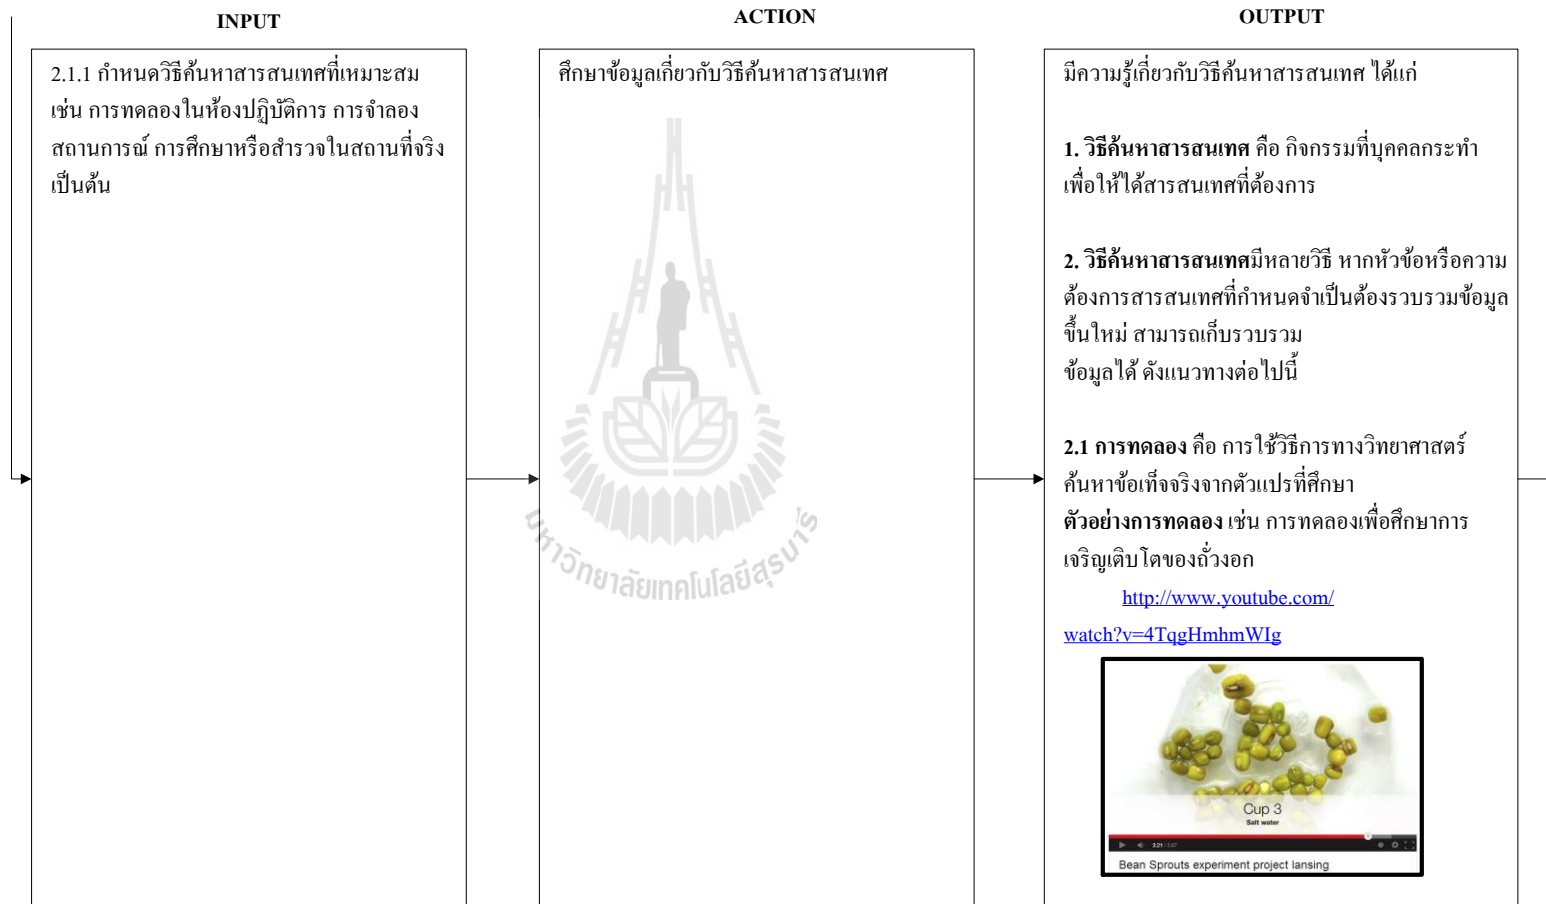 INPUT
ACTION
OUTPUT
2.1.1 กำหนดวิธีค้นหาสารสนเทศที่เหมาะสม
เช่น การทดลองในห้องปฏิบัติการ การจำลอง
สถานการณ์ การศึกษาหรือสำรวจในสถานที่จริง
เป็นต้น
ศึกษาข้อมูลเกี่ยวกับวิธีค้นหาสารสนเทศ
มหาวิทยาลัยเทคโนโลยีสุรนารี
มีความรู้เกี่ยวกับวิธีค้นหาสารสนเทศ ได้แก่
1. วิธีค้นหาสารสนเทศ คือ กิจกรรมที่บุคคลกระทำ
เพื่อให้ได้สารสนเทศที่ต้องการ
2. วิธีค้นหาสารสนเทศมีหลายวิธี หากหัวข้อหรือความ
ต้องการสารสนเทศที่กำหนดจำเป็นต้องรวบรวมข้อมูล
ขึ้นใหม่ สามารถเก็บรวบรวม
ข้อมูลได้ ดังแนวทางต่อไปนี้
2.1 การทดลอง คือ การใช้วิธีการทางวิทยาศาสตร์
ค้นหาข้อเท็จจริงจากตัวแปรที่ศึกษา
ตัวอย่างการทดลอง เช่น การทดลองเพื่อศึกษาการ
เจริญเติบโตของถั่วงอก
http://www.youtube.com/
watch?v=4TqgHmhmWIg
Cup 3
Salt water
3:21 / 3:57
Bean Sprouts experiment project lansing